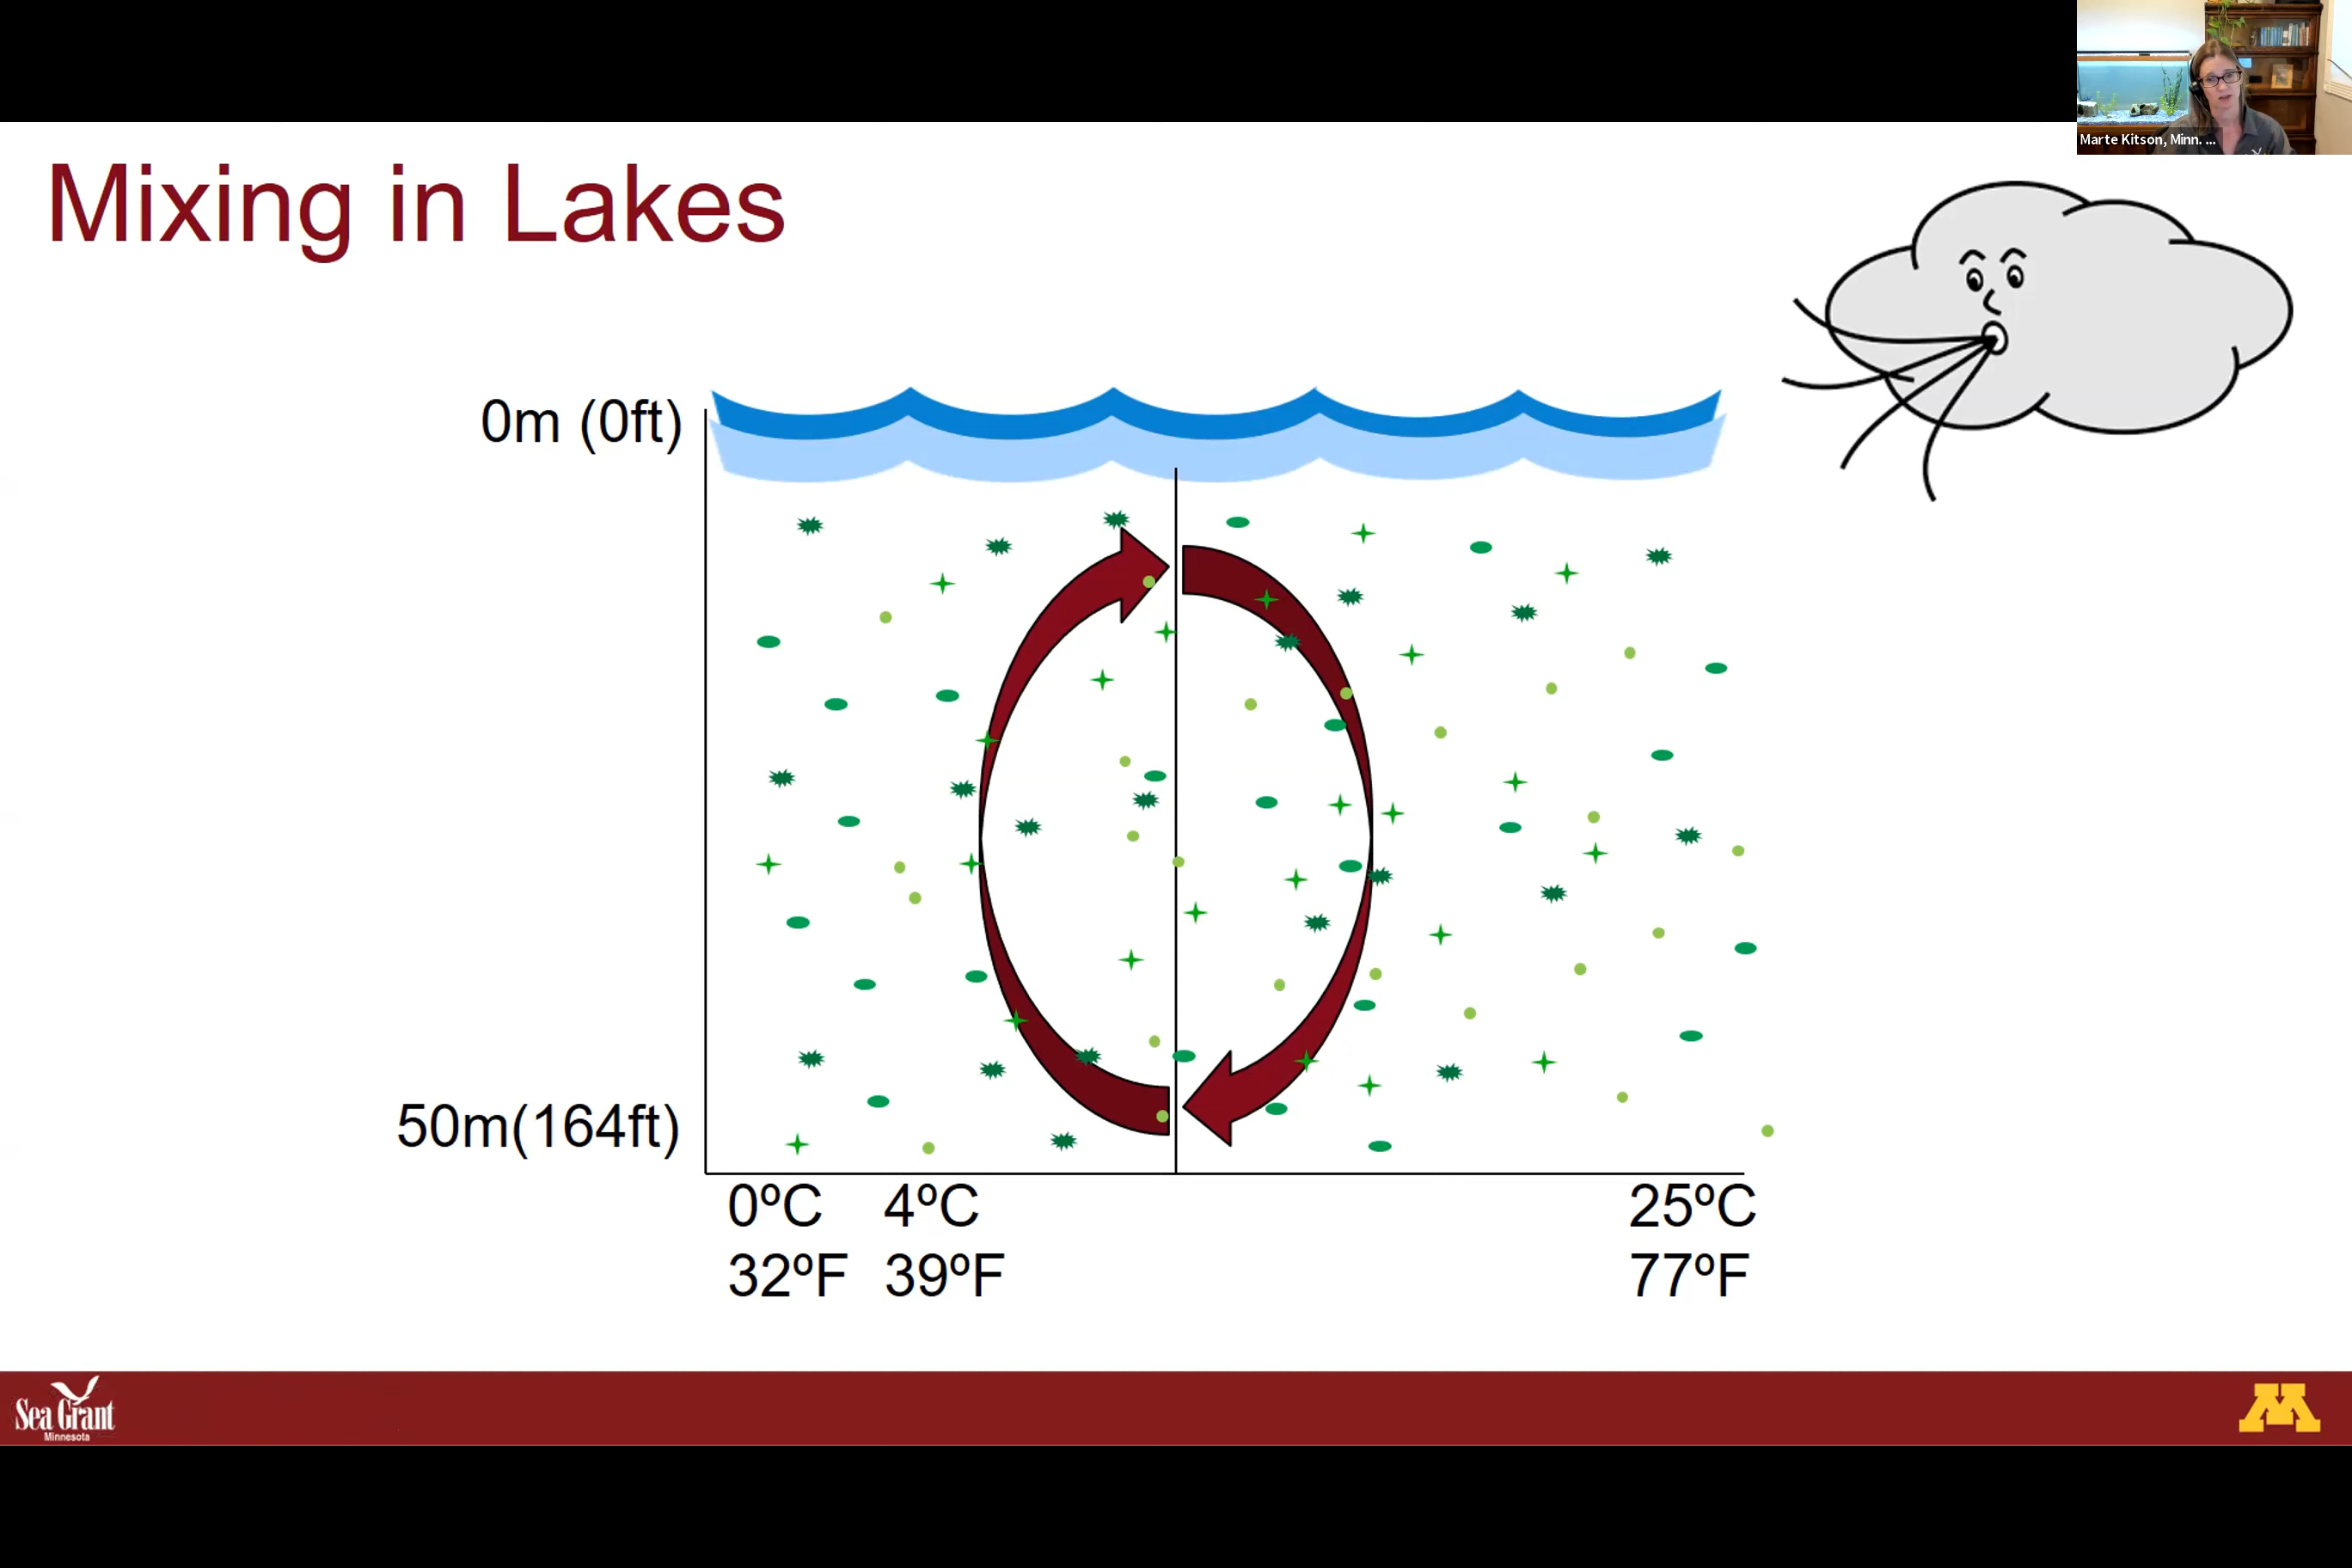 Marte Kitson, Minn. ...
Mixing in Lakes
0m (0ft)
50m(164ft)
0ºC 4ºC 25ºC
32ºF 39ºF 77ºF
Sea Grant
Minnesota
M